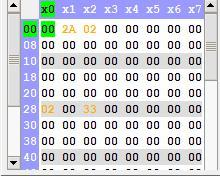 x0 x1 x2 x3 x4 x5 x6 x7
00 00 2A 02 00 00 00 00 00
08 00 00 00 00 00 00 00 00
10 00 00 00 00 00 00 00 00
18 00 00 00 00 00 00 00 00
20 00 00 00 00 00 00 00 00
28 02 00 33 00 00 00 00 00
30 00 00 00 00 00 00 00 00
38 00 00 00 00 00 00 00 00
40 00 00 00 00 00 00 00 00